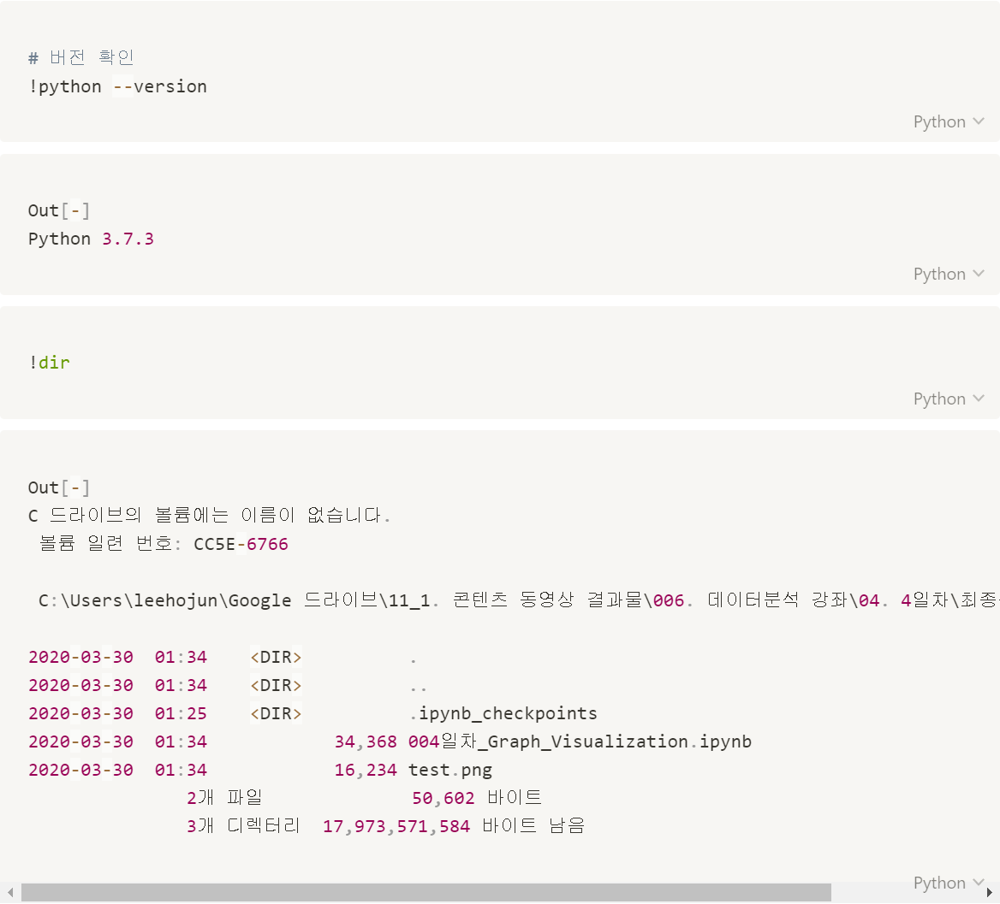 # 버전 확인
!python --version
Python
Out[-]
Python 3.7.3
Python
!dir
Python
Out[-]
C 드라이브의 볼륨에는 이름이 없습니다.
볼륨 일련 번호: CC5E-6766
C:\Users\leehojun\Google 드라이브\11_1. 콘텐츠 동영상 결과물\006. 데이터분석 강좌\04. 4일차\최종
2020-03-30  01:34    <DIR>          .
2020-03-30  01:34    <DIR>          ..
2020-03-30  01:25    <DIR>          .ipynb_checkpoints
2020-03-30  01:34            34,368 004일차_Graph_Visualization.ipynb
2020-03-30  01:34            16,234 test.png
2개 파일              50,602 바이트
3개 디렉터리  17,973,571,584 바이트 남음
Python